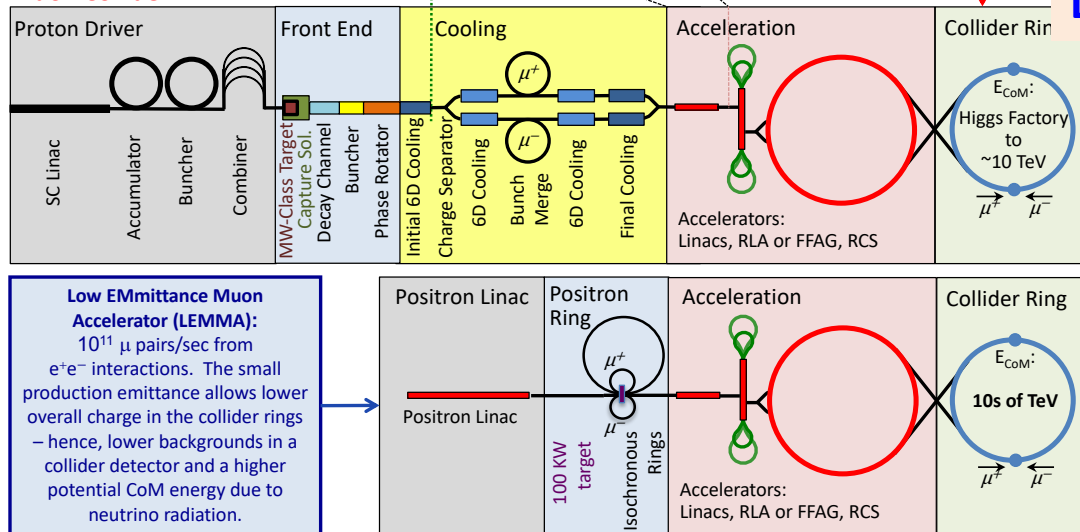 Proton Driver
Front End
Cooling
Acceleration
Collider Ring
SC Linac
Accumulator
Buncher
Combiner
MW-Class Target
Capture Sol.
Decay Channel
Buncher
Phase Rotator
Initial 6D Cooling
Charge Separator
6D Cooling
Bunch
Merge
6D Cooling
Final Cooling
μ+
μ−
Accelerators:
Linacs, RLA or FFAG, RCS
ECoM:
Higgs Factory
to
~10 TeV
μ+ μ−
Low EMmittance Muon
Accelerator (LEMMA):
10¹¹ μ pairs/sec from
e⁺e⁻ interactions. The small
production emittance allows lower
overall charge in the collider rings
– hence, lower backgrounds in a
collider detector and a higher
potential CoM energy due to
neutrino radiation.
Positron Linac
Positron
Ring
Acceleration
Collider Ring
Positron Linac
μ+
μ−
100 KW
target
Isochronous
Rings
Accelerators:
Linacs, RLA or FFAG, RCS
ECoM:
10s of TeV
μ+ μ−